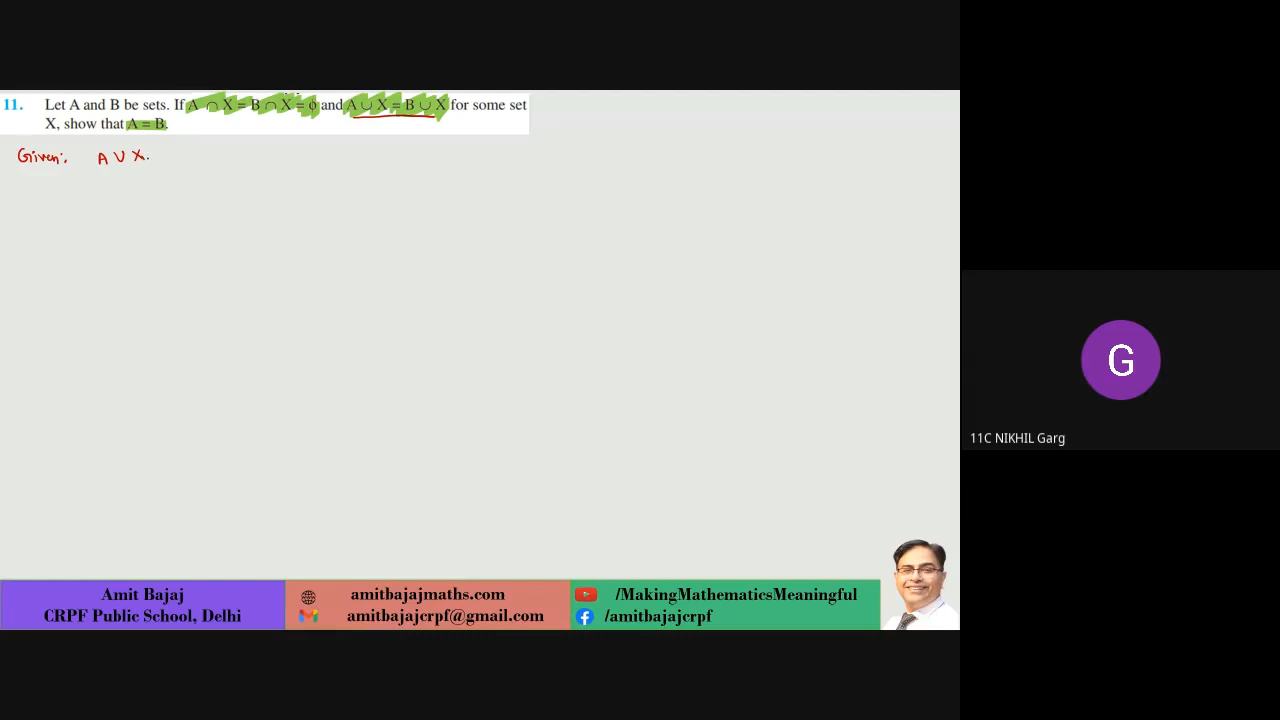 11. Let A and B be sets. If A ∩ X = B ∩ X = ϕ and A ∪ X = B ∪ X for some set
X, show that A = B.
Given: A ∪ X
G
11C NIKHIL Garg
Amit Bajaj
CRPF Public School, Delhi
amitbajajmaths.com
amitbajajcrpf@gmail.com
/MakingMathematicsMeaningful
/amitbajajcrpf